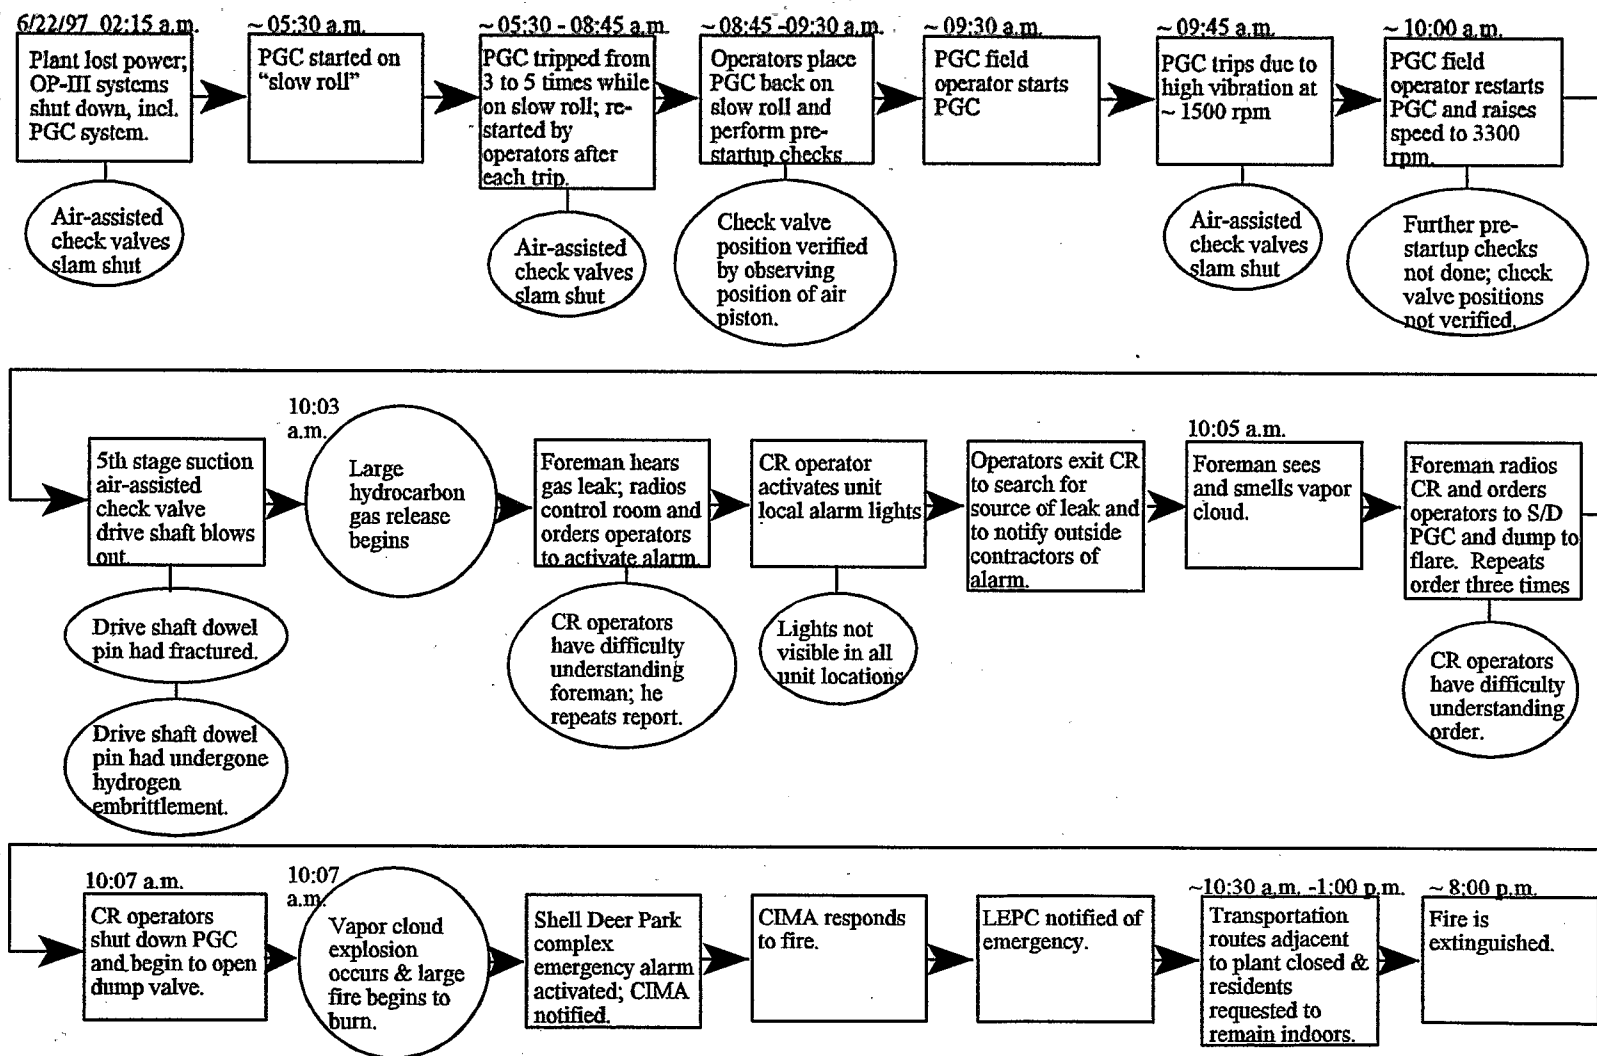 6/22/97 02:15 a.m.
Plant lost power;
OP-III systems
shut down, incl.
PGC system.
Air-assisted
check valves
slam shut
~ 05:30 a.m.
PGC started on
“slow roll”
~ 05:30 - 08:45 a.m.
PGC tripped from
3 to 5 times while
on slow roll; re-
started by
operators after
each trip.
Air-assisted
check valves
slam shut
~ 08:45 -09:30 a.m.
Operators place
PGC back on
slow roll and
perform pre-
startup checks
Check valve
position verified
by observing
position of air
piston.
~ 09:30 a.m.
PGC field
operator starts
PGC
~ 09:45 a.m.
PGC trips due to
high vibration at
~ 1500 rpm
Air-assisted
check valves
slam shut
~ 10:00 a.m.
PGC field
operator restarts
PGC and raises
speed to 3300
rpm.
Further pre-
startup checks
not done; check
valve positions
not verified.
5th stage suction
air-assisted
check valve
drive shaft blows
out.
Drive shaft dowel
pin had fractured.
Drive shaft dowel
pin had undergone
hydrogen
embrittlement.
10:03
a.m.
Large
hydrocarbon
gas release
begins
Foreman hears
gas leak; radios
control room and
orders operators
to activate alarm.
CR operators
have difficulty
understanding
foreman; he
repeats report.
CR operator
activates unit
local alarm lights
Lights not
visible in all
unit locations
Operators exit CR
to search for
source of leak and
to notify outside
contractors of
alarm.
10:05 a.m.
Foreman sees
and smells vapor
cloud.
Foreman radios
CR and orders
operators to S/D
PGC and dump to
flare. Repeats
order three times
CR operators
have difficulty
understanding
order.
10:07 a.m.
CR operators
shut down PGC
and begin to open
dump valve.
10:07
a.m.
Vapor cloud
explosion
occurs & large
fire begins to
burn.
Shell Deer Park
complex
emergency alarm
activated; CIMA
notified.
CIMA responds
to fire.
LEPC notified of
emergency.
~10:30 a.m. -1:00 p.m.
Transportation
routes adjacent
to plant closed &
residents
requested to
remain indoors.
~ 8:00 p.m.
Fire is
extinguished.